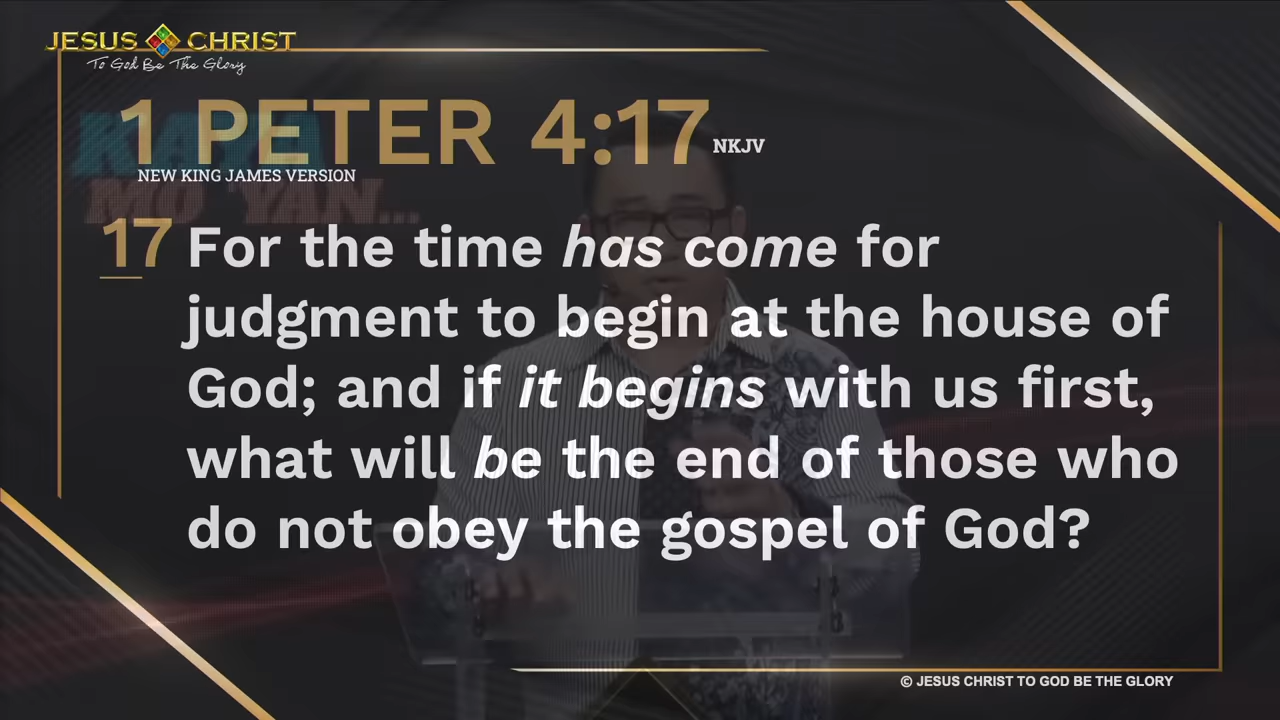 JESUS CHRIST
To God Be The Glory
1 PETER 4:17 NKJV
NEW KING JAMES VERSION
KAYA
MO 'YAN...
17 For the time has come for
judgment to begin at the house of
God; and if it begins with us first,
what will be the end of those who
do not obey the gospel of God?
© JESUS CHRIST TO GOD BE THE GLORY